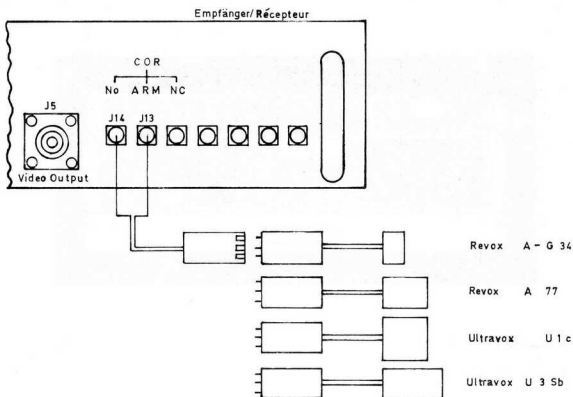 Empfänger/Récepteur
COR
No ARM NC
J5
J14 J13
Video Output
Revox A-G 34
Revox A 77
Ultravox U 1 c
Ultravox U 3 Sb